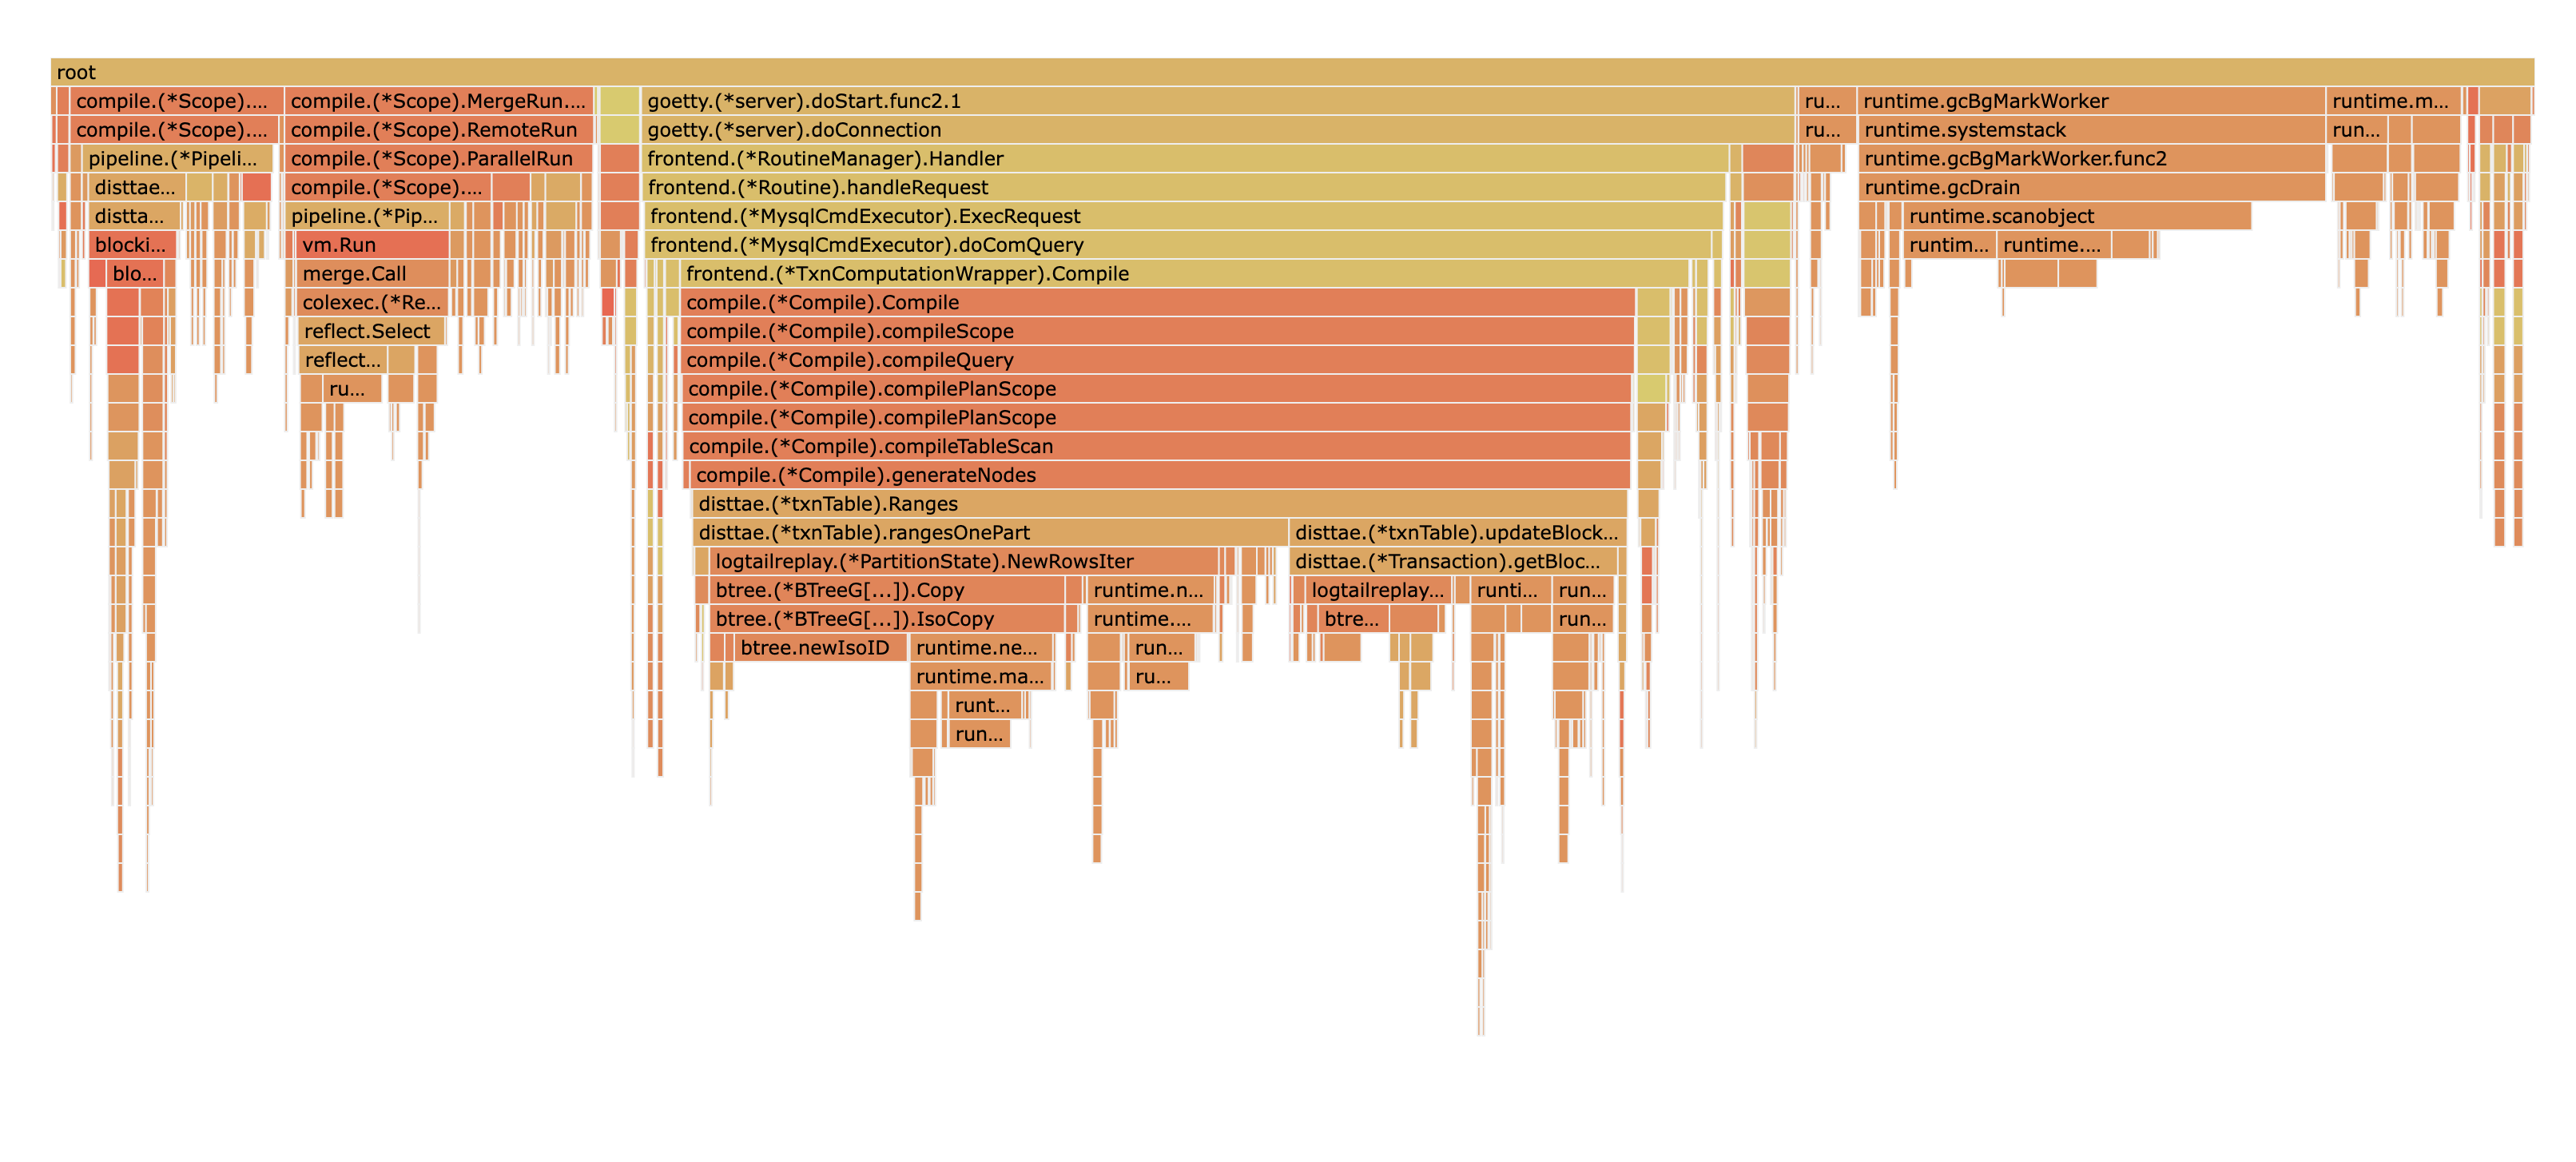 root
compile.(*Scope).... compile.(*Scope).MergeRun.... goetty.(*server).doStart.func2.1 ru... runtime.gcBgMarkWorker runtime.m...
compile.(*Scope).... compile.(*Scope).RemoteRun goetty.(*server).doConnection ru... runtime.systemstack run...
pipeline.(*Pipeli... compile.(*Scope).ParallelRun frontend.(*RoutineManager).Handler runtime.gcBgMarkWorker.func2
disttae... compile.(*Scope).... frontend.(*Routine).handleRequest runtime.gcDrain
distta... pipeline.(*Pip... frontend.(*MysqlCmdExecutor).ExecRequest runtime.scanobject
blocki... vm.Run frontend.(*MysqlCmdExecutor).doComQuery runtim... runtime....
blo... merge.Call frontend.(*TxnComputationWrapper).Compile
colexec.(*Re... compile.(*Compile).Compile
reflect.Select compile.(*Compile).compileScope
reflect... compile.(*Compile).compileQuery
ru... compile.(*Compile).compilePlanScope
compile.(*Compile).compilePlanScope
compile.(*Compile).compileTableScan
compile.(*Compile).generateNodes
disttae.(*txnTable).Ranges
disttae.(*txnTable).rangesOnePart disttae.(*txnTable).updateBlock...
logtailreplay.(*PartitionState).NewRowsIter disttae.(*Transaction).getBloc...
btree.(*BTreeG[...]).Copy runtime.n... logtailreplay... runti... run...
btree.(*BTreeG[...]).IsoCopy runtime.... btre... run...
btree.newIsoID runtime.ne... run...
runtime.ma... ru...
runt...
run...